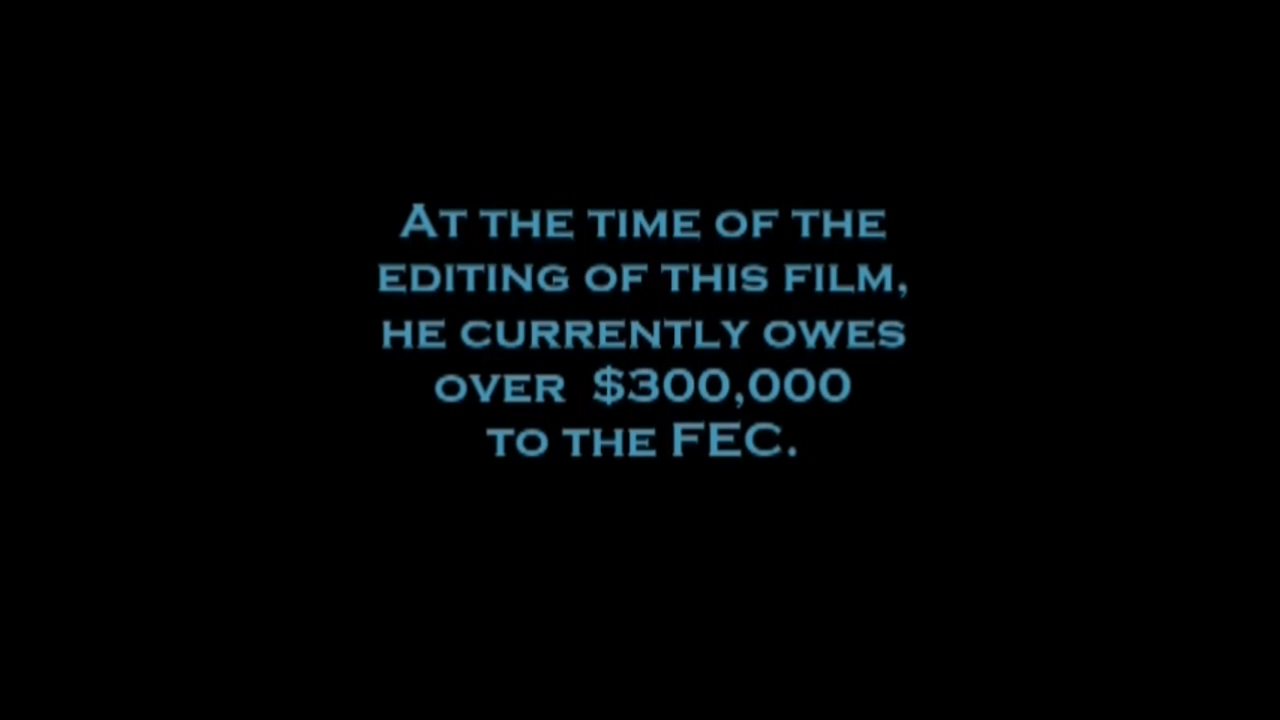 At the time of the
editing of this film,
he currently owes
over $300,000
to the FEC.